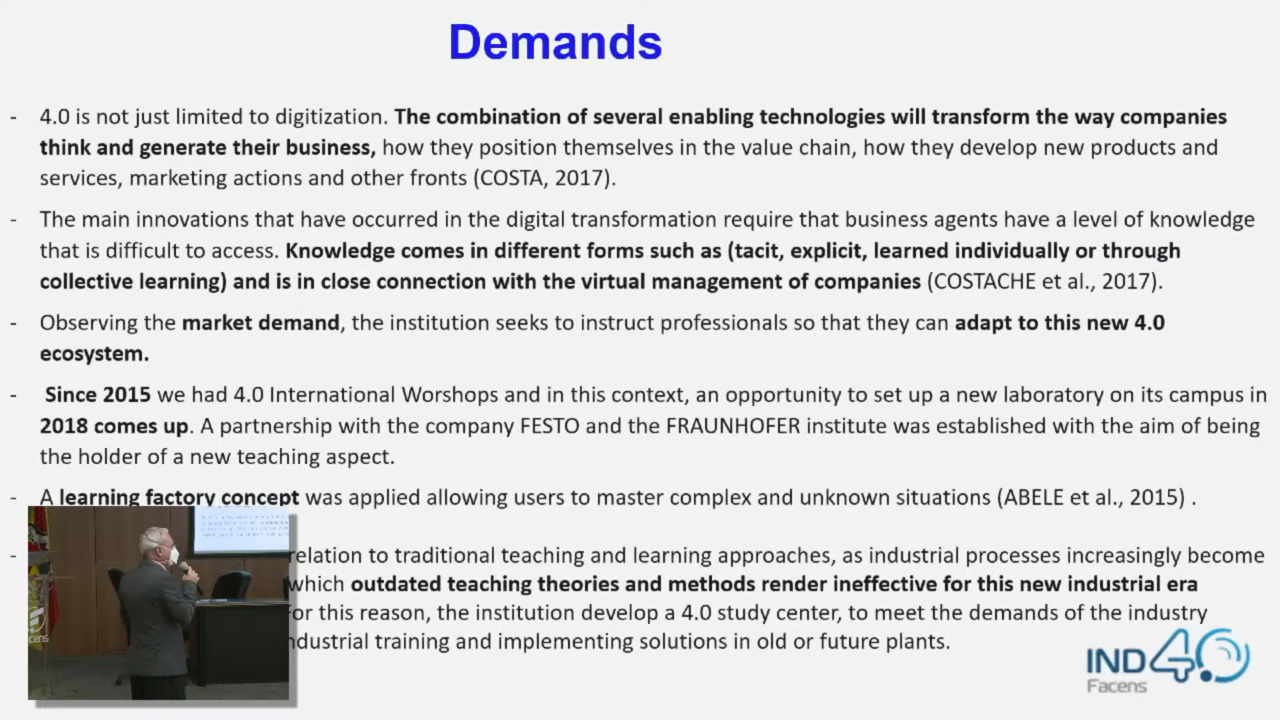 Demands
- 4.0 is not just limited to digitization. The combination of several enabling technologies will transform the way companies
think and generate their business, how they position themselves in the value chain, how they develop new products and
services, marketing actions and other fronts (COSTA, 2017).
- The main innovations that have occurred in the digital transformation require that business agents have a level of knowledge
that is difficult to access. Knowledge comes in different forms such as (tacit, explicit, learned individually or through
collective learning) and is in close connection with the virtual management of companies (COSTACHE et al., 2017).
- Observing the market demand, the institution seeks to instruct professionals so that they can adapt to this new 4.0
ecosystem.
- Since 2015 we had 4.0 International Worshops and in this context, an opportunity to set up a new laboratory on its campus in
2018 comes up. A partnership with the company FESTO and the FRAUNHOFER institute was established with the aim of being
the holder of a new teaching aspect.
- A learning factory concept was applied allowing users to master complex and unknown situations (ABELE et al., 2015) .
- relation to traditional teaching and learning approaches, as industrial processes increasingly become
which outdated teaching theories and methods render ineffective for this new industrial era
or this reason, the institution develop a 4.0 study center, to meet the demands of the industry
ndustrial training and implementing solutions in old or future plants.
IND4.0
Facens